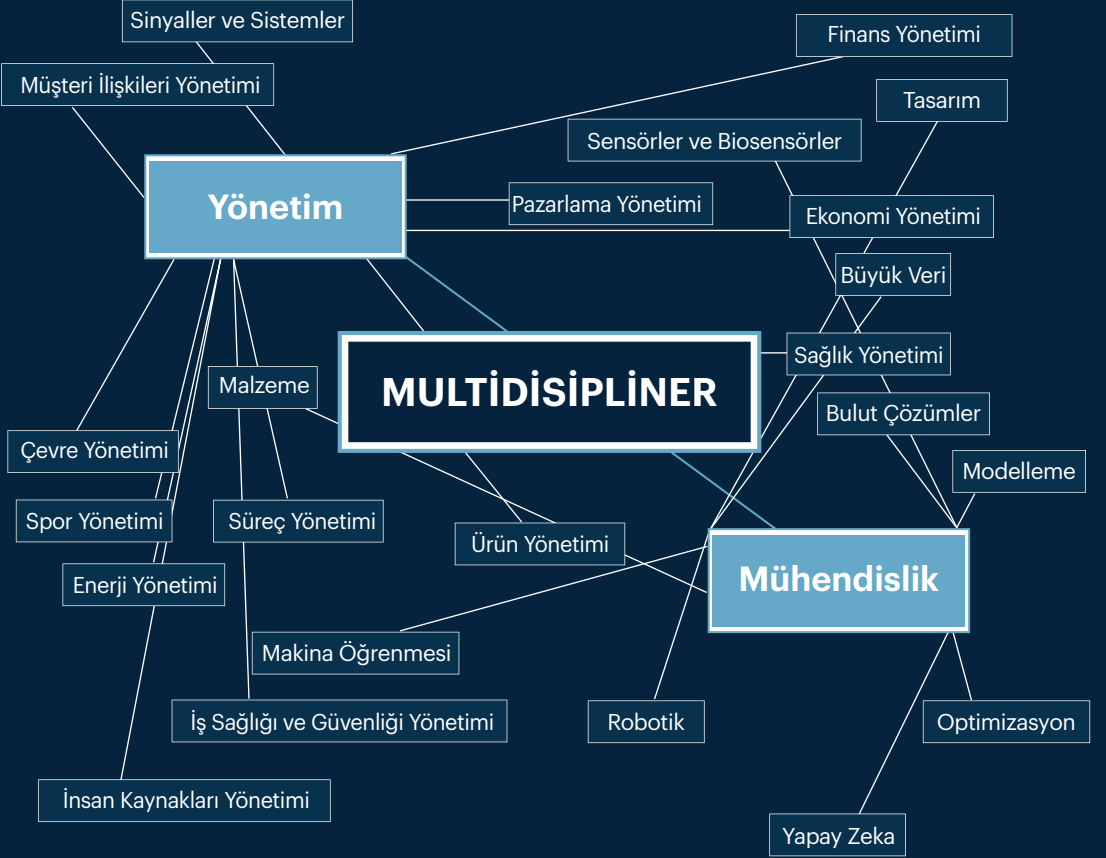 Sinyaller ve Sistemler
Finans Yönetimi
Müşteri İlişkileri Yönetimi
Tasarım
Sensörler ve Biosensörler
Yönetim
Pazarlama Yönetimi
Ekonomi Yönetimi
Büyük Veri
Sağlık Yönetimi
Malzeme
MULTİDİSİPLİNER
Bulut Çözümler
Çevre Yönetimi
Modelleme
Spor Yönetimi
Süreç Yönetimi
Ürün Yönetimi
Enerji Yönetimi
Mühendislik
Makina Öğrenmesi
İş Sağlığı ve Güvenliği Yönetimi
Robotik
Optimizasyon
İnsan Kaynakları Yönetimi
Yapay Zeka